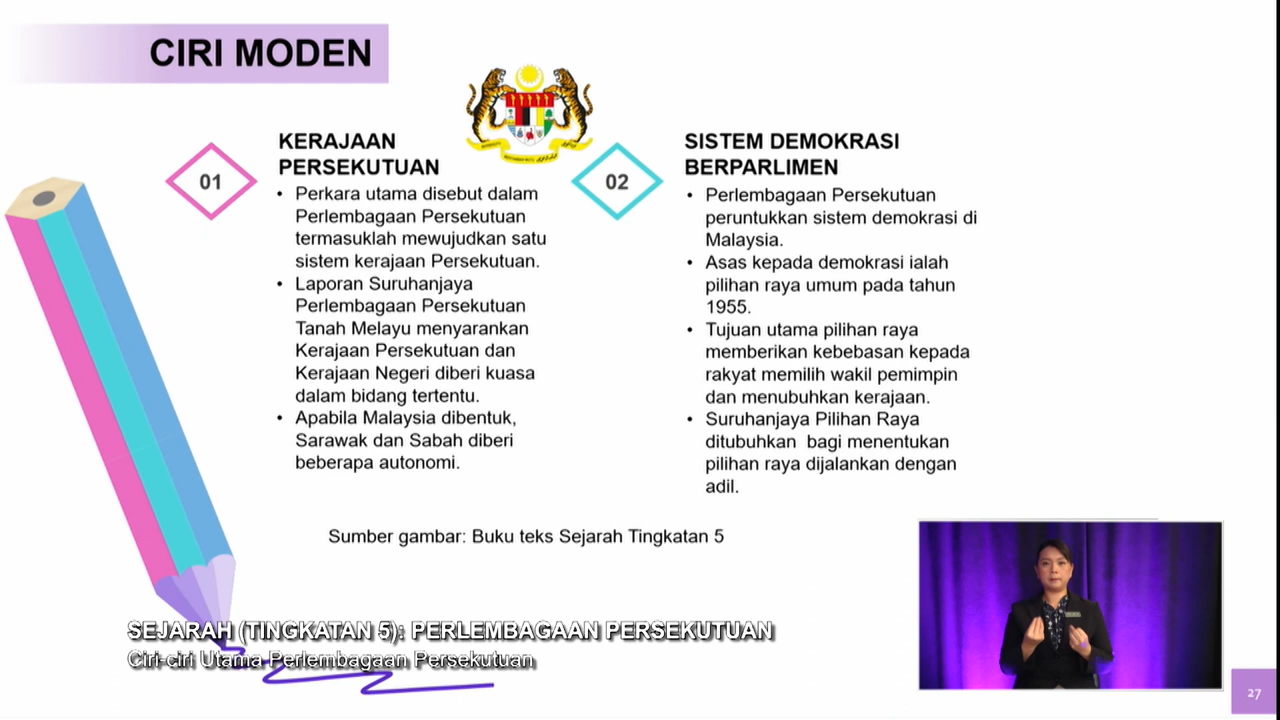 CIRI MODEN
01
KERAJAAN
PERSEKUTUAN
• Perkara utama disebut dalam
Perlembagaan Persekutuan
termasuklah mewujudkan satu
sistem kerajaan Persekutuan.
• Laporan Suruhanjaya
Perlembagaan Persekutuan
Tanah Melayu menyarankan
Kerajaan Persekutuan dan
Kerajaan Negeri diberi kuasa
dalam bidang tertentu.
• Apabila Malaysia dibentuk,
Sarawak dan Sabah diberi
beberapa autonomi.
02
SISTEM DEMOKRASI
BERPARLIMEN
• Perlembagaan Persekutuan
peruntukkan sistem demokrasi di
Malaysia.
• Asas kepada demokrasi ialah
pilihan raya umum pada tahun
1955.
• Tujuan utama pilihan raya
memberikan kebebasan kepada
rakyat memilih wakil pemimpin
dan menubuhkan kerajaan.
• Suruhanjaya Pilihan Raya
ditubuhkan  bagi menentukan
pilihan raya dijalankan dengan
adil.
Sumber gambar: Buku teks Sejarah Tingkatan 5
SEJARAH (TINGKATAN 5): PERLEMBAGAAN PERSEKUTUAN
Ciri-ciri Utama Perlembagaan Persekutuan
27